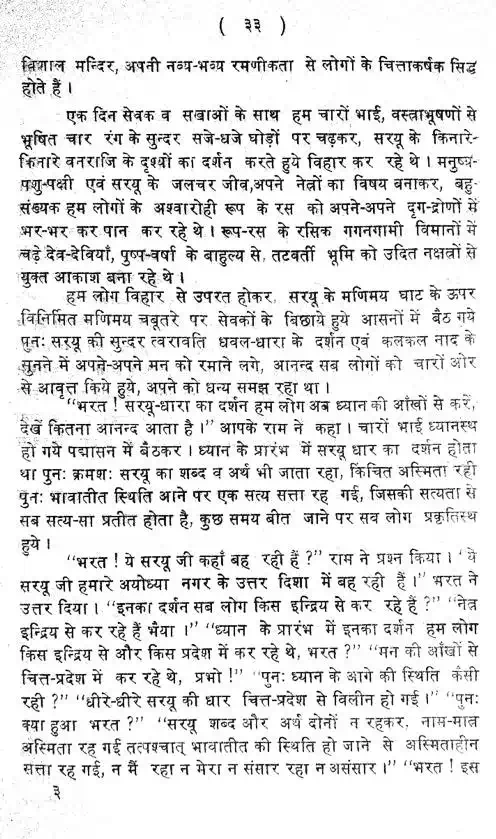 ( ३३ )
विशाल मन्दिर, अपनी नव्य-भव्य रमणीकता से लोगों के चित्ताकर्षक सिद्ध
होते हैं ।
एक दिन सेवक व सखाओं के साथ हम चारों भाई, वस्त्राभूषणों से
भूषित चार रंग के सुन्दर सजे-धजे घोड़ों पर चढ़कर, सरयू के किनारे-
किनारे वनराजि के दृश्यों का दर्शन करते हुये विहार कर रहे थे । मनुष्य-
पशु-पक्षी एवं सरयू के जलचर जीव,अपने नेत्रों का विषय बनाकर, बहु-
संख्यक हम लोगों के अश्वारोही रूप के रस को अपने-अपने दृग-द्रोणों में
भर-भर कर पान कर रहे थे । रूप-रस के रसिक गगनगामी विमानों में
चढ़े देव-देवियाँ, पुष्प-वर्षा के बाहुल्य से, तटवर्ती भूमि को उदित नक्षत्रों से
युक्त आकाश बना रहे थे ।
हम लोग विहार से उपरत होकर, सरयू के मणिमय घाट के ऊपर
विनिर्मित मणिमय चबूतरे पर सेवकों के बिछाये हुये आसनों में बैठ गये
पुनः सरयू की सुन्दर त्वरावति धवल-धारा के दर्शन एवं कलकल नाद के
सुनने में अपने-अपने मन को रमाने लगे, आनन्द सब लोगों को चारों ओर
से आवृत्त किये हुये, अपने को धन्य समझ रहा था ।
"भरत ! सरयू-धारा का दर्शन हम लोग अब ध्यान की आँखों से करें,
देखें कितना आनन्द आता है ।" आपके राम ने कहा । चारों भाई ध्यानस्थ
हो गये पद्मासन में बैठकर । ध्यान के प्रारंभ में सरयू धार का दर्शन होता
था पुनः क्रमशः सरयू का शब्द व अर्थ भी जाता रहा, किंचित अस्मिता रही
पुनः भावातीत स्थिति आने पर एक सत्य सत्ता रह गई, जिसकी सत्यता से
सब सत्य-सा प्रतीत होता है, कुछ समय बीत जाने पर सब लोग प्रकृतिस्थ
हुये ।
"भरत ! ये सरयू जी कहाँ बह रही हैं ?" राम ने प्रश्न किया । 'ये
सरयू जी हमारे अयोध्या नगर के उत्तर दिशा में बह रही हैं ।" भरत ने
उत्तर दिया । "इनका दर्शन सब लोग किस इन्द्रिय से कर रहे हैं ?" "नेत्र
इन्द्रिय से कर रहे हैं भैया ।" "ध्यान के प्रारंभ में इनका दर्शन हम लोग
किस इन्द्रिय से और किस प्रदेश में कर रहे थे, भरत ?" "मन की आँखों से
चित्त-प्रदेश में कर रहे थे, प्रभो !" "पुनः ध्यान के आगे की स्थिति कैसी
रही ?" "धीरे-धीरे सरयू की धार चित्त-प्रदेश से विलीन हो गई ।" "पुनः
क्या हुआ भरत ?" "सरयू शब्द और अर्थ दोनों न रहकर, नाम-मात्र
अस्मिता रह गई तत्पश्चात् भावातीत की स्थिति हो जाने से अस्मिताहीन
सत्ता रह गई, न मैं रहा न मेरा न संसार रहा न असंसार ।" "भरत ! इस
३